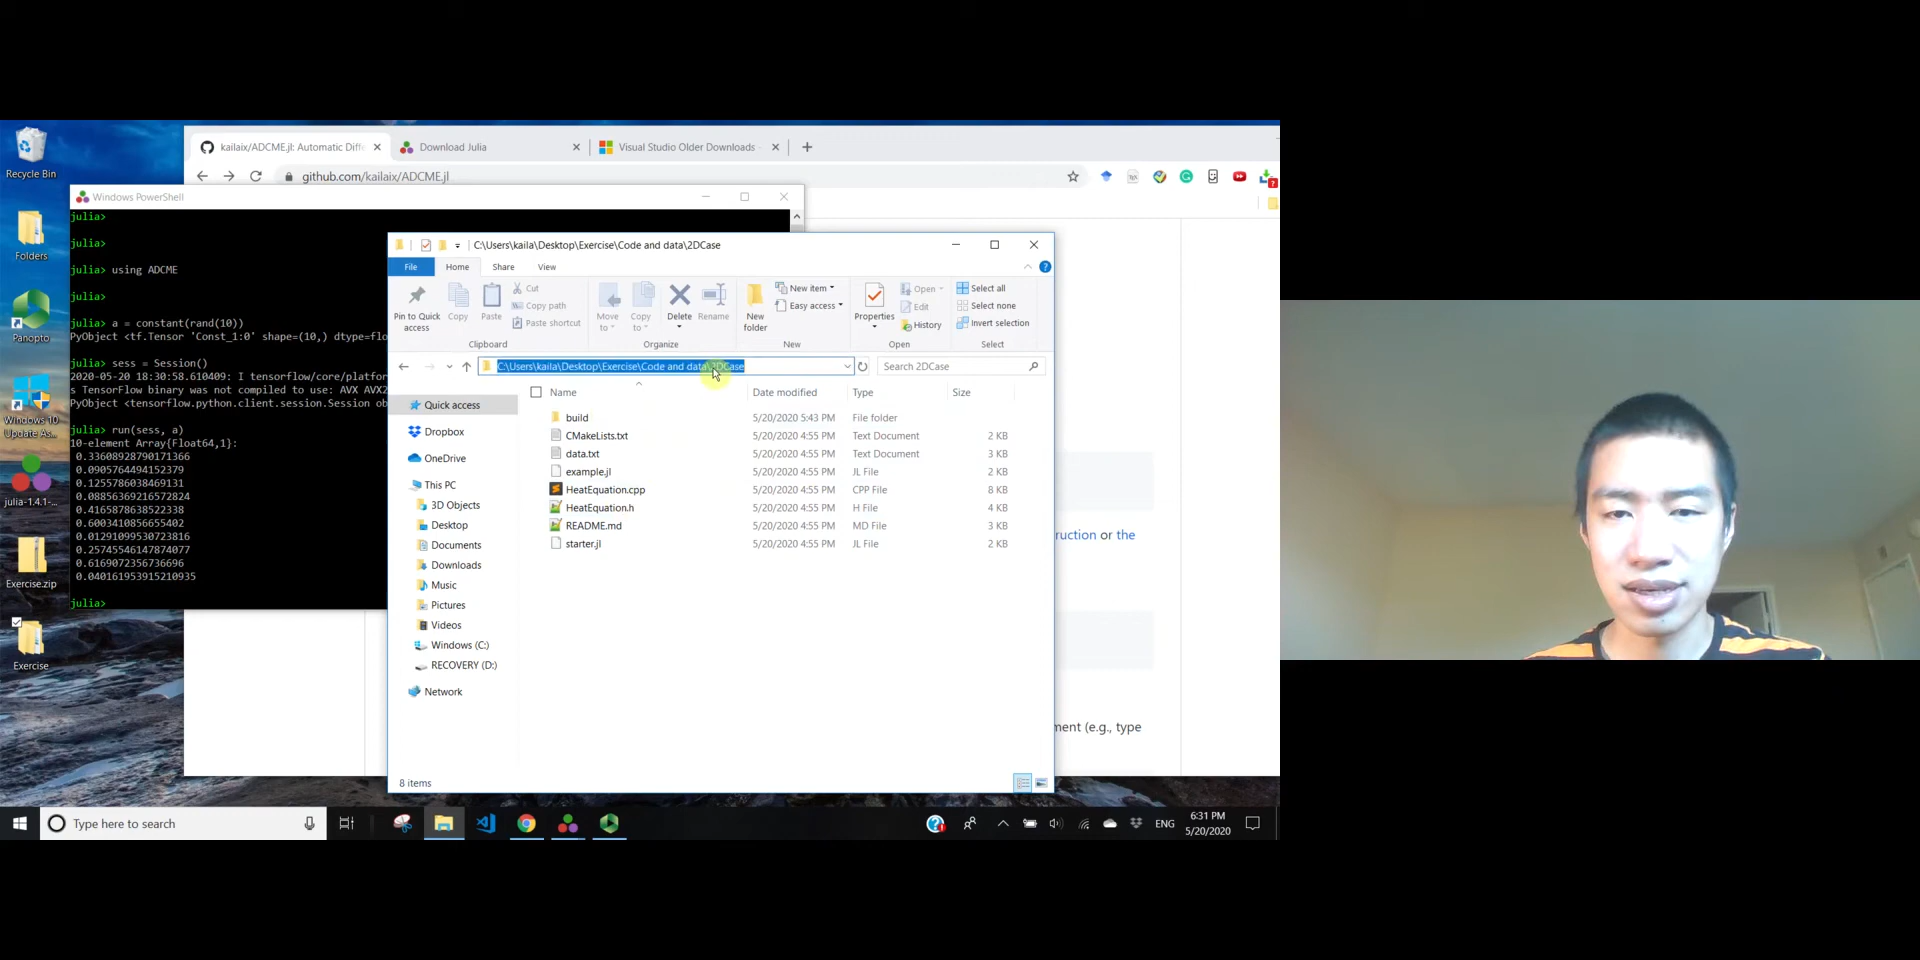 Recycle Bin
Folders
Panopto
Windows 10
Update As...
julia-1.4.1-...
Exercise.zip
Exercise
kailaix/ADCME.jl: Automatic Diffe
Download Julia
Visual Studio Older Downloads -
github.com/kailaix/ADCME.jl
Windows PowerShell
julia>
julia>
julia> using ADCME
julia>
julia> a = constant(rand(10))
PyObject <tf.Tensor 'Const_1:0' shape=(10,) dtype=flo
julia> sess = Session()
2020-05-20 18:30:58.610409: I tensorflow/core/platfor
s TensorFlow binary was not compiled to use: AVX AVX2
PyObject <tensorflow.python.client.session.Session ob
julia> run(sess, a)
10-element Array{Float64,1}:
0.33608928790171366
0.0905764494152379
0.1255786038469131
0.08856369216572824
0.4165878638522338
0.6003410856655402
0.01291099530723816
0.25745546147874077
0.6169072356736696
0.040161953915210935
julia>
C:\Users\kaila\Desktop\Exercise\Code and data\2DCase
File
Home
Share
View
Pin to Quick
access
Copy
Paste
Cut
Copy path
Paste shortcut
Clipboard
Move
to
Copy
to
Delete
Rename
Organize
New
folder
New item
Easy access
New
Properties
Open
Edit
History
Open
Select all
Select none
Invert selection
Select
C:\Users\kaila\Desktop\Exercise\Code and data\2DCase
Search 2DCase
Quick access
Dropbox
OneDrive
This PC
3D Objects
Desktop
Documents
Downloads
Music
Pictures
Videos
Windows (C:)
RECOVERY (D:)
Network
Name Date modified Type Size
build 5/20/2020 5:43 PM File folder
CMakeLists.txt 5/20/2020 4:55 PM Text Document 2 KB
data.txt 5/20/2020 4:55 PM Text Document 3 KB
example.jl 5/20/2020 4:55 PM JL File 2 KB
HeatEquation.cpp 5/20/2020 4:55 PM CPP File 8 KB
HeatEquation.h 5/20/2020 4:55 PM H File 4 KB
README.md 5/20/2020 4:55 PM MD File 3 KB
starter.jl 5/20/2020 4:55 PM JL File 2 KB
8 items
ruction or the
ment (e.g., type
Type here to search
ENG
6:31 PM
5/20/2020